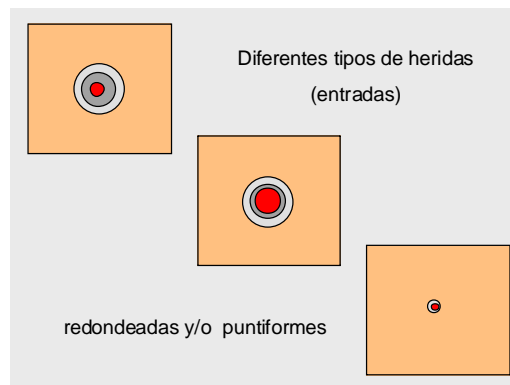 Diferentes tipos de heridas
(entradas)
redondeadas y/o puntiformes